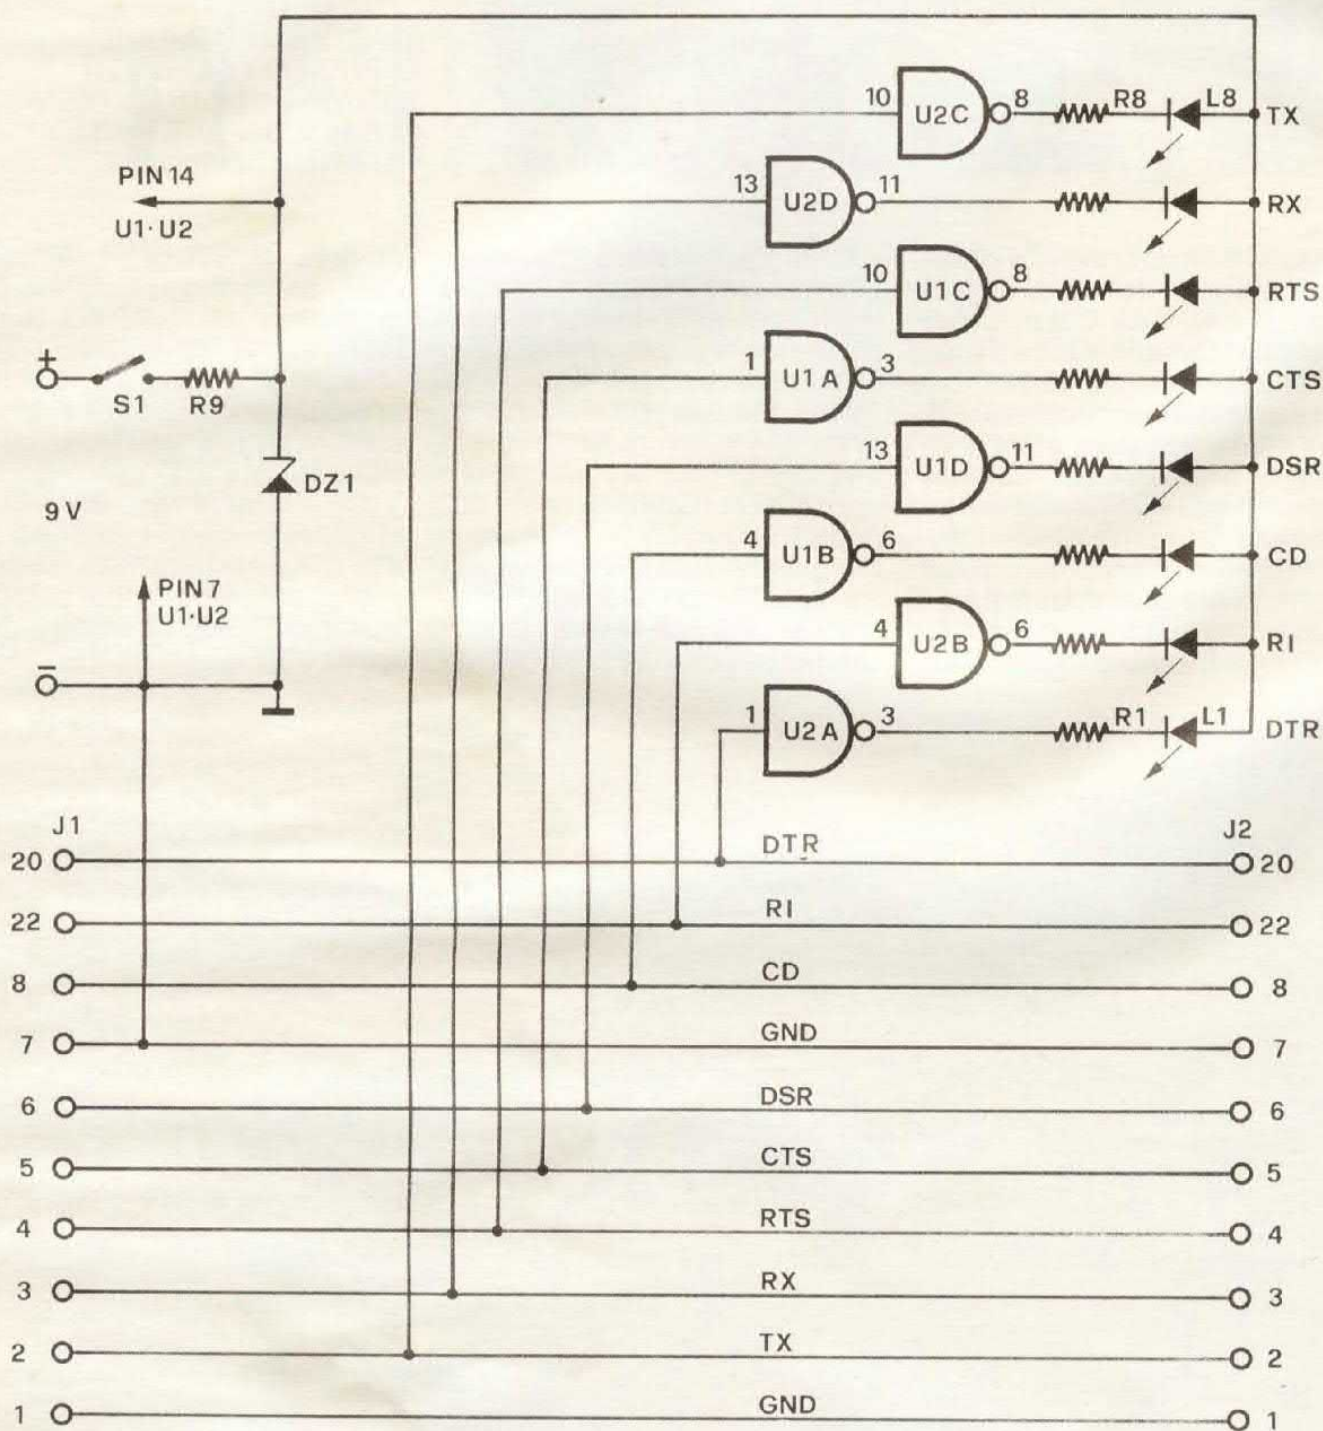 10 U2C 8 R8 L8 TX
PIN 14
U1·U2
13 U2D 11 RX
10 U1C 8 RTS
+
S1 R9
1 U1A 3 CTS
13 U1D 11 DSR
DZ1
9 V
4 U1B 6 CD
PIN 7
U1·U2
4 U2B 6 RI
-
1 U2A 3 R1 L1 DTR
J1 J2
20 DTR 20
22 RI 22
8 CD 8
7 GND 7
6 DSR 6
5 CTS 5
4 RTS 4
3 RX 3
2 TX 2
1 GND 1